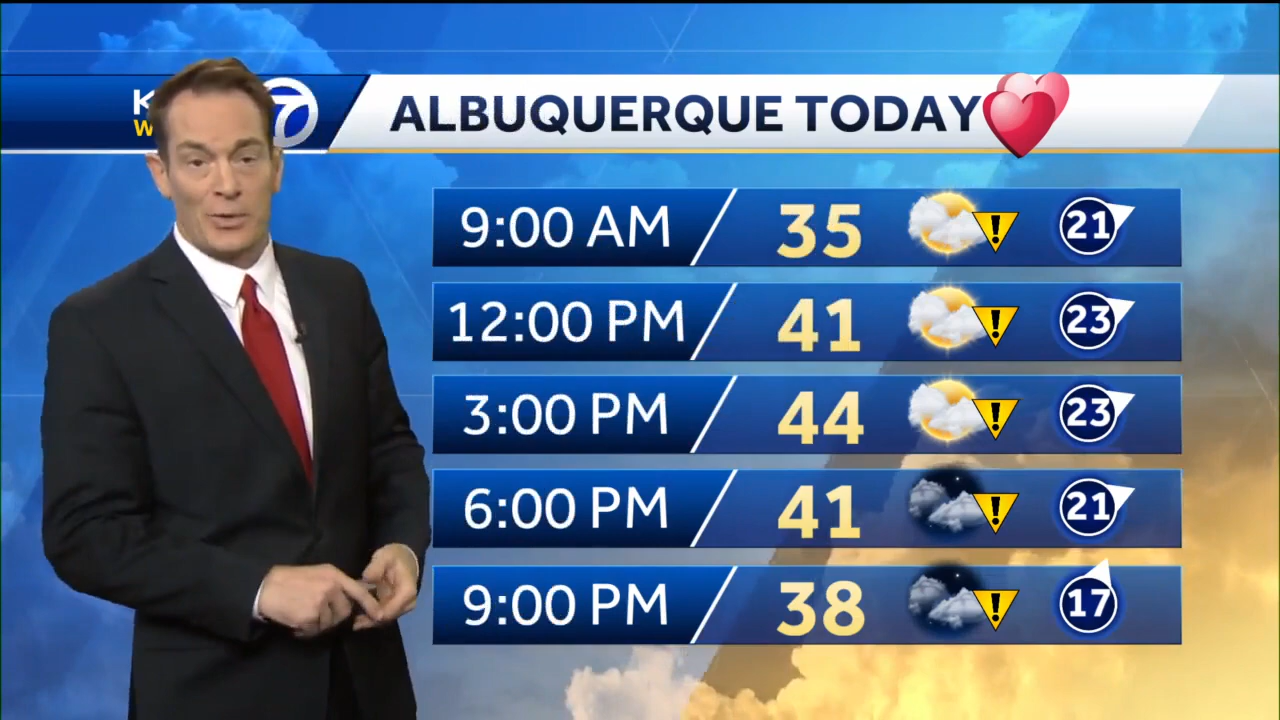 7
ALBUQUERQUE TODAY
9:00 AM 35 ! 21
12:00 PM 41 ! 23
3:00 PM 44 ! 23
6:00 PM 41 ! 21
9:00 PM 38 ! 17